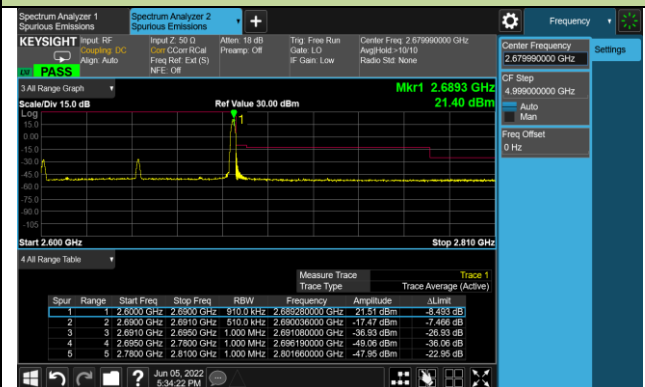 Spectrum Analyzer 1
Spurious Emissions
Spectrum Analyzer 2
Spurious Emissions
Frequency
KEYSIGHT
Input: RF
Coupling: DC
Align: Auto
Input Z: 50 Ω
Corr CCorr RCal
Freq Ref: Ext (S)
NFE: Off
Atten: 18 dB
Preamp: Off
Trig: Free Run
Gate: LO
IF Gain: Low
Center Freq: 2.679990000 GHz
Avg|Hold:>10/10
Radio Std: None
PASS
Center Frequency
2.679990000 GHz
Settings
CF Step
4.999000000 GHz
Auto
Man
Freq Offset
0 Hz
3 All Range Graph
Mkr1 2.6893 GHz
21.40 dBm
Scale/Div 15.0 dB
Ref Value 30.00 dBm
Log
15.0
0.00
-15.0
-30.0
-45.0
-60.0
-75.0
-90.0
-105
1
Start 2.600 GHz
Stop 2.810 GHz
4 All Range Table
Measure Trace Trace 1
Trace Type Trace Average (Active)
Spur Range Start Freq Stop Freq RBW Frequency Amplitude ΔLimit
1 1 2.6000 GHz 2.6900 GHz 910.0 kHz 2.689280000 GHz 21.51 dBm -8.493 dB
2 2 2.6900 GHz 2.6910 GHz 510.0 kHz 2.690036000 GHz -17.47 dBm -7.466 dB
3 3 2.6910 GHz 2.6950 GHz 1.000 MHz 2.691080000 GHz -36.93 dBm -26.93 dB
4 4 2.6950 GHz 2.7800 GHz 1.000 MHz 2.696190000 GHz -49.06 dBm -36.06 dB
5 5 2.7800 GHz 2.8100 GHz 1.000 MHz 2.801660000 GHz -47.95 dBm -22.95 dB
Jun 05, 2022
5:34:22 PM